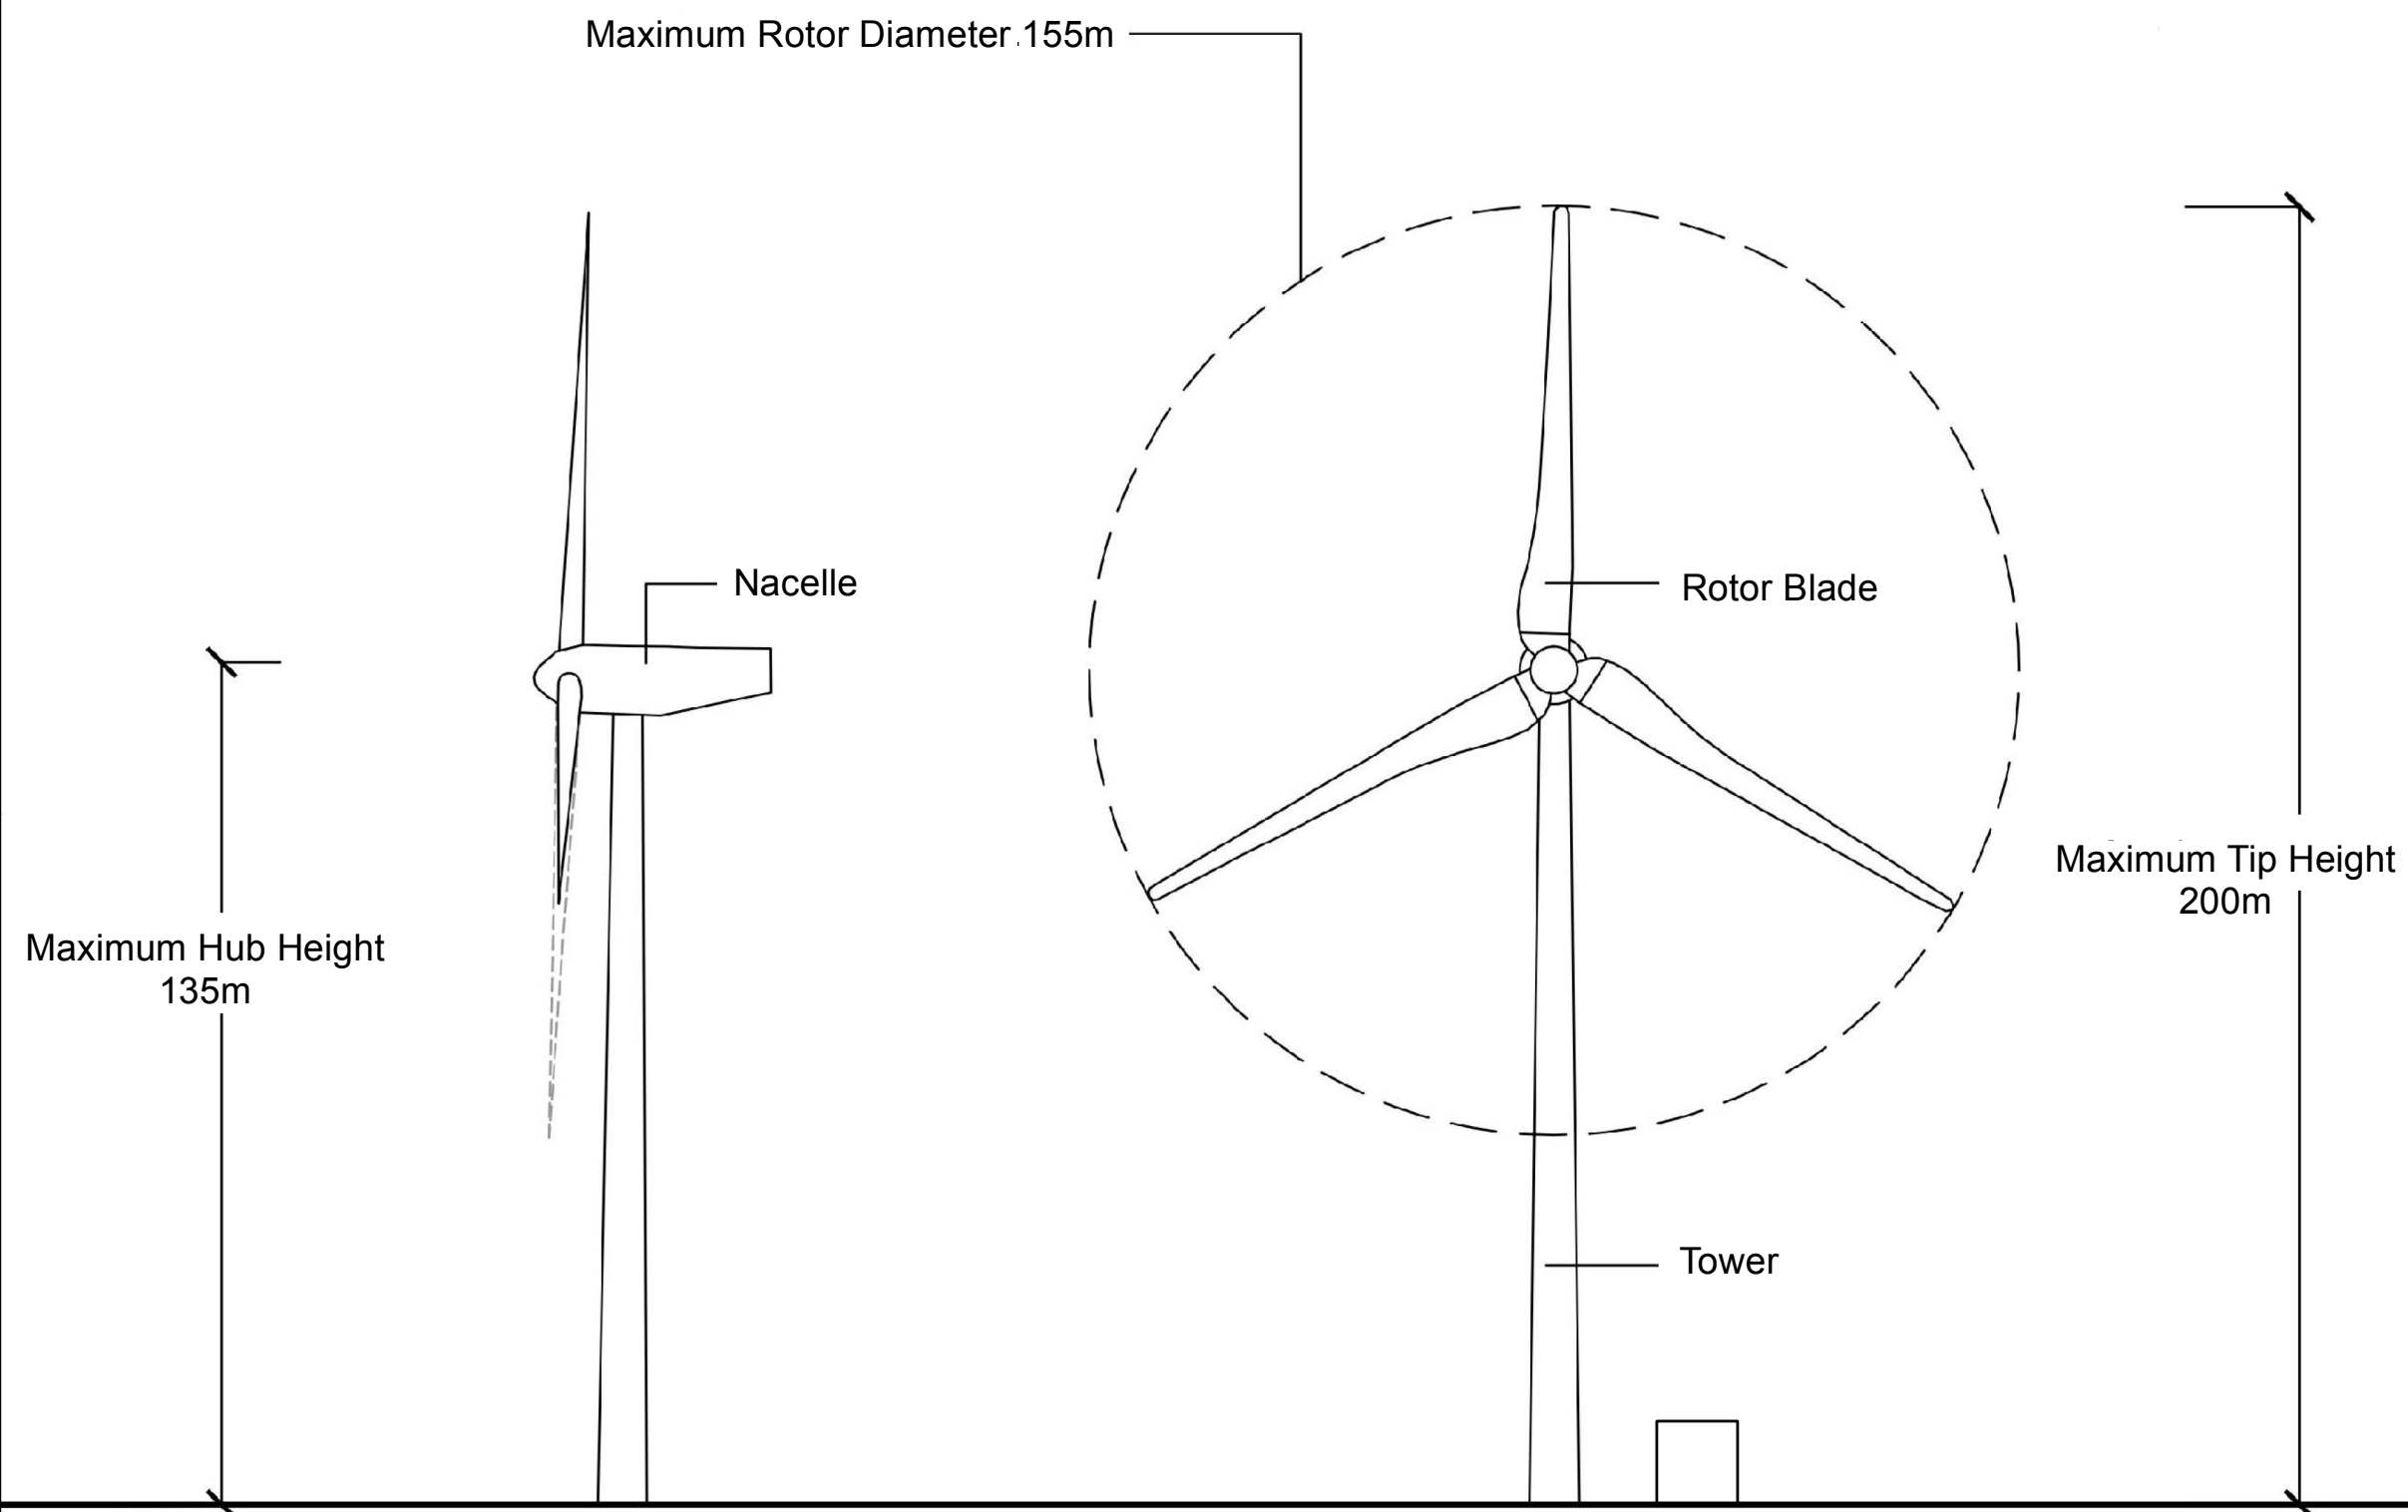 Maximum Rotor Diameter 155m
Nacelle
Rotor Blade
Maximum Tip Height
200m
Maximum Hub Height
135m
Tower